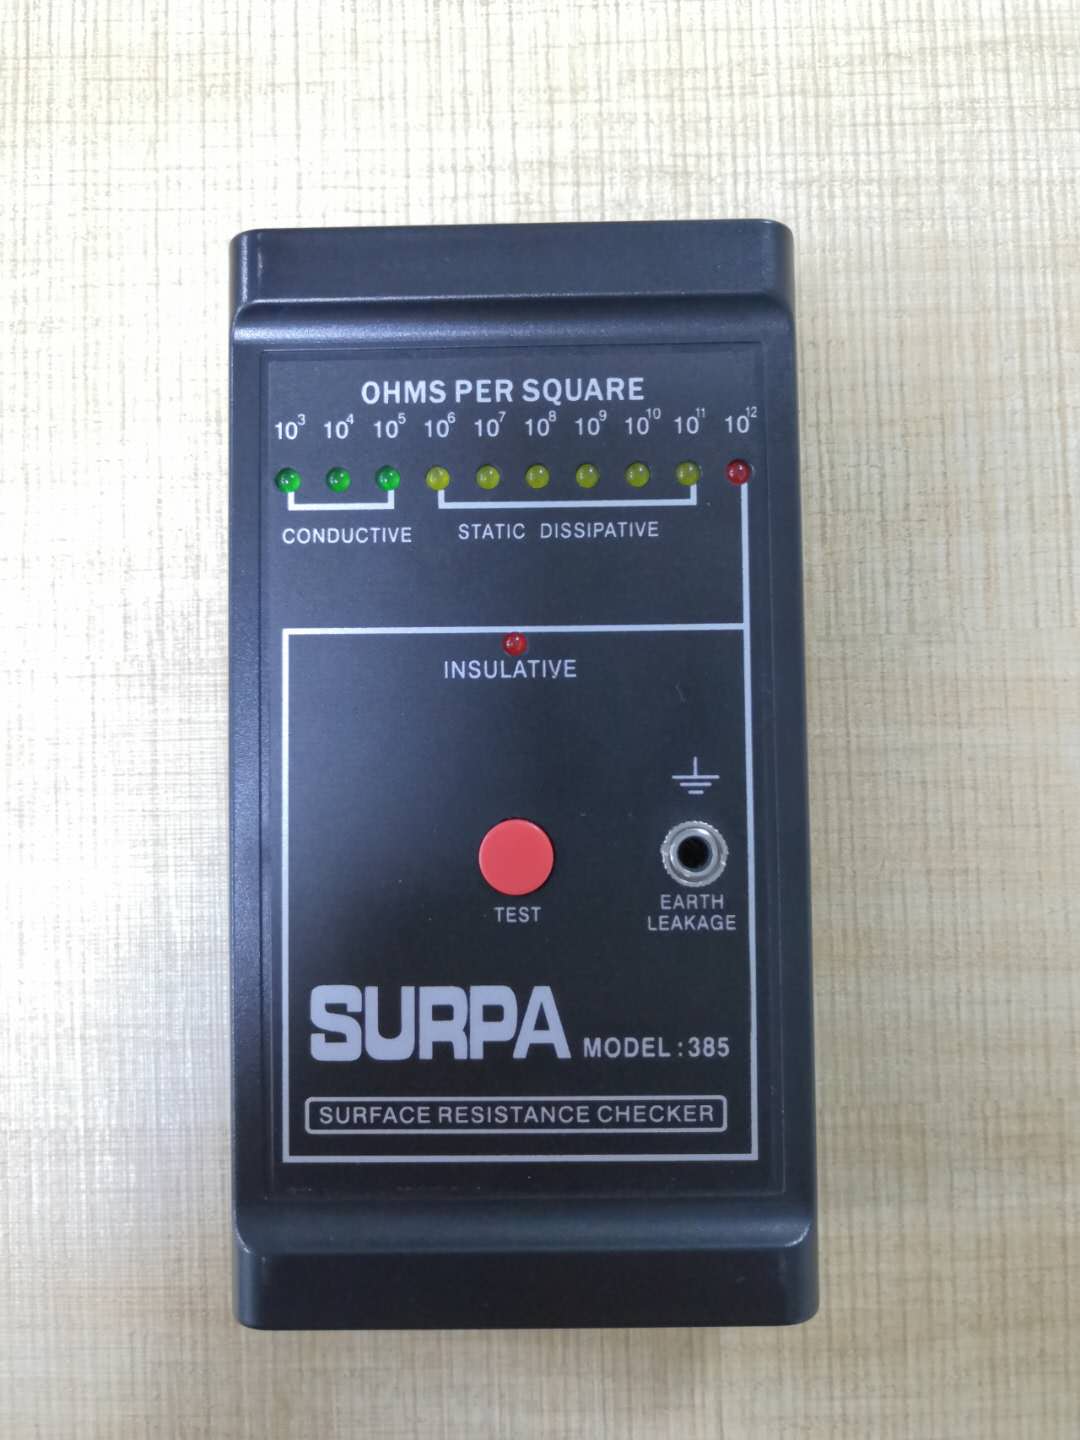 OHMS PER SQUARE
10³ 10⁴ 10⁵ 10⁶ 10⁷ 10⁸ 10⁹ 10¹⁰ 10¹¹ 10¹²
CONDUCTIVE STATIC DISSIPATIVE
INSULATIVE
TEST
EARTH
LEAKAGE
SURPA MODEL:385
SURFACE RESISTANCE CHECKER